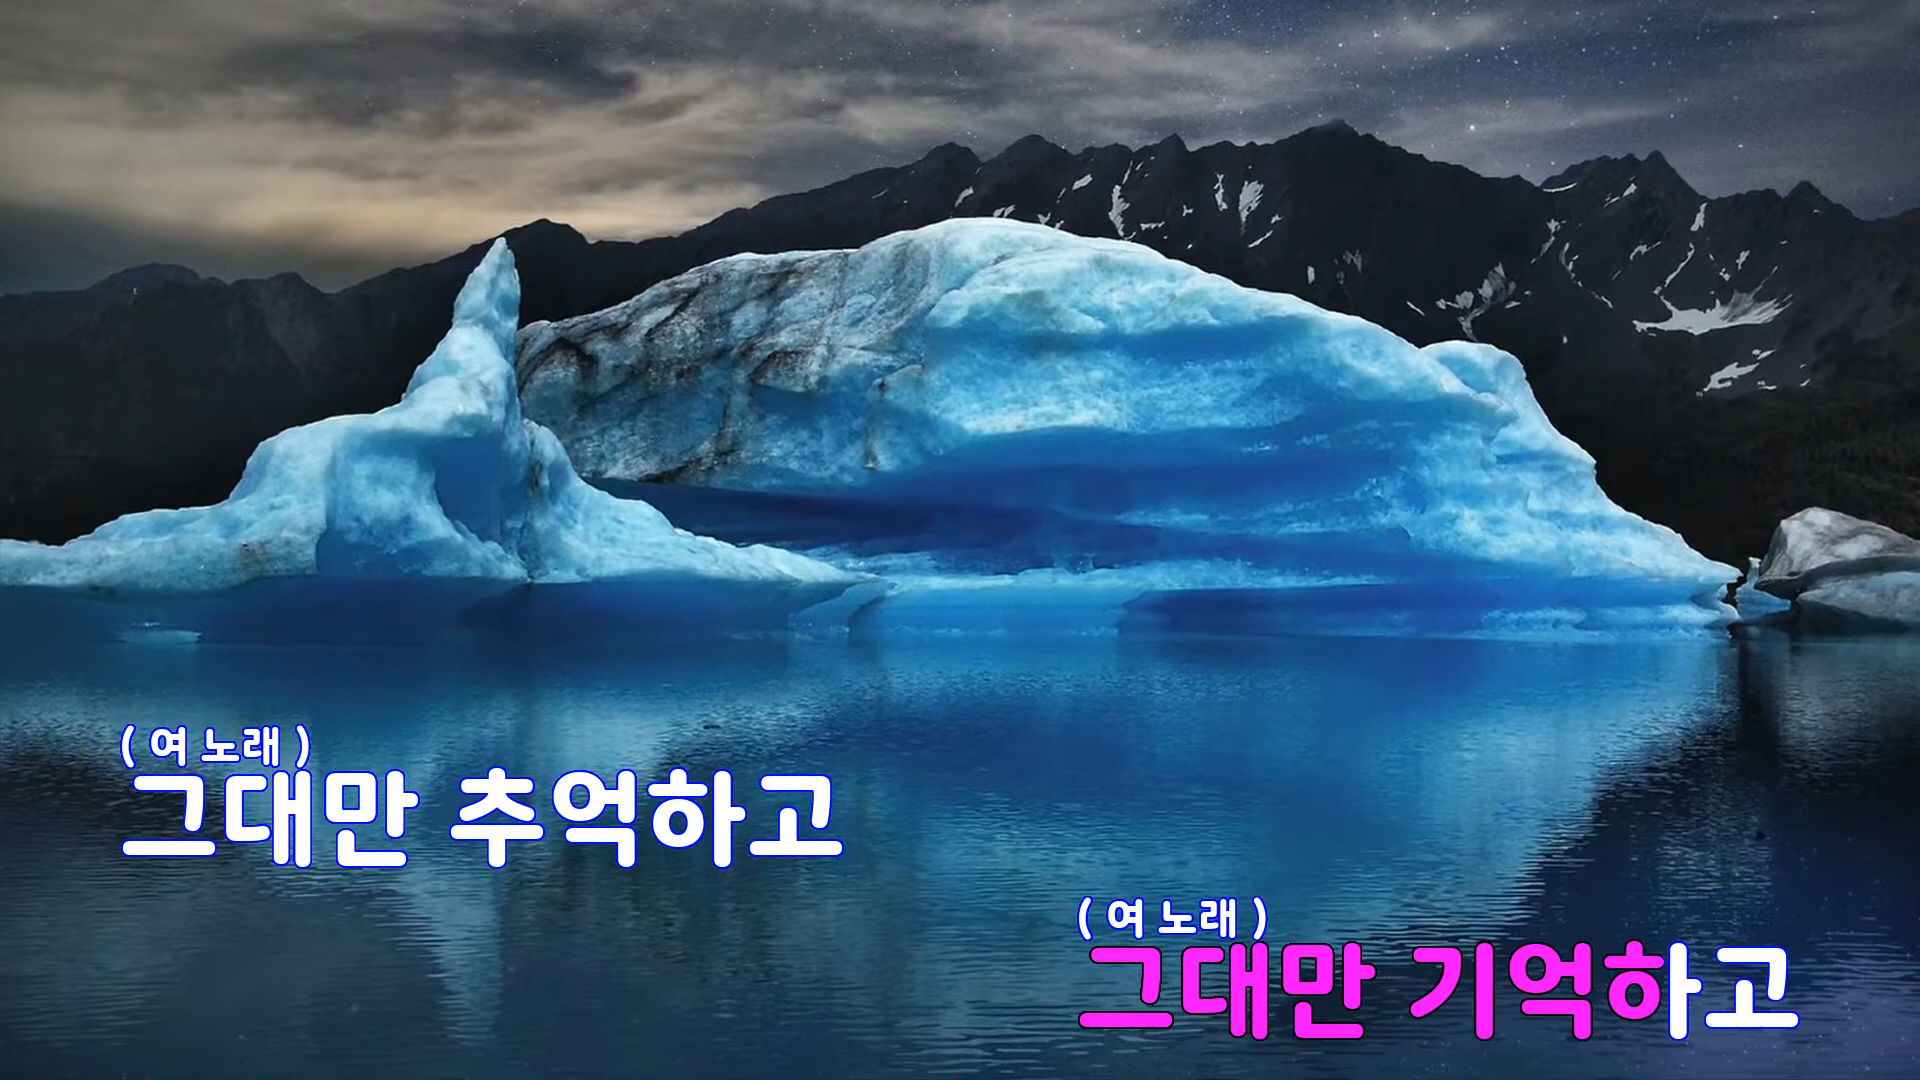 ( 여 노래 )
그대만 추억하고
( 여 노래 )
그대만 기억하고